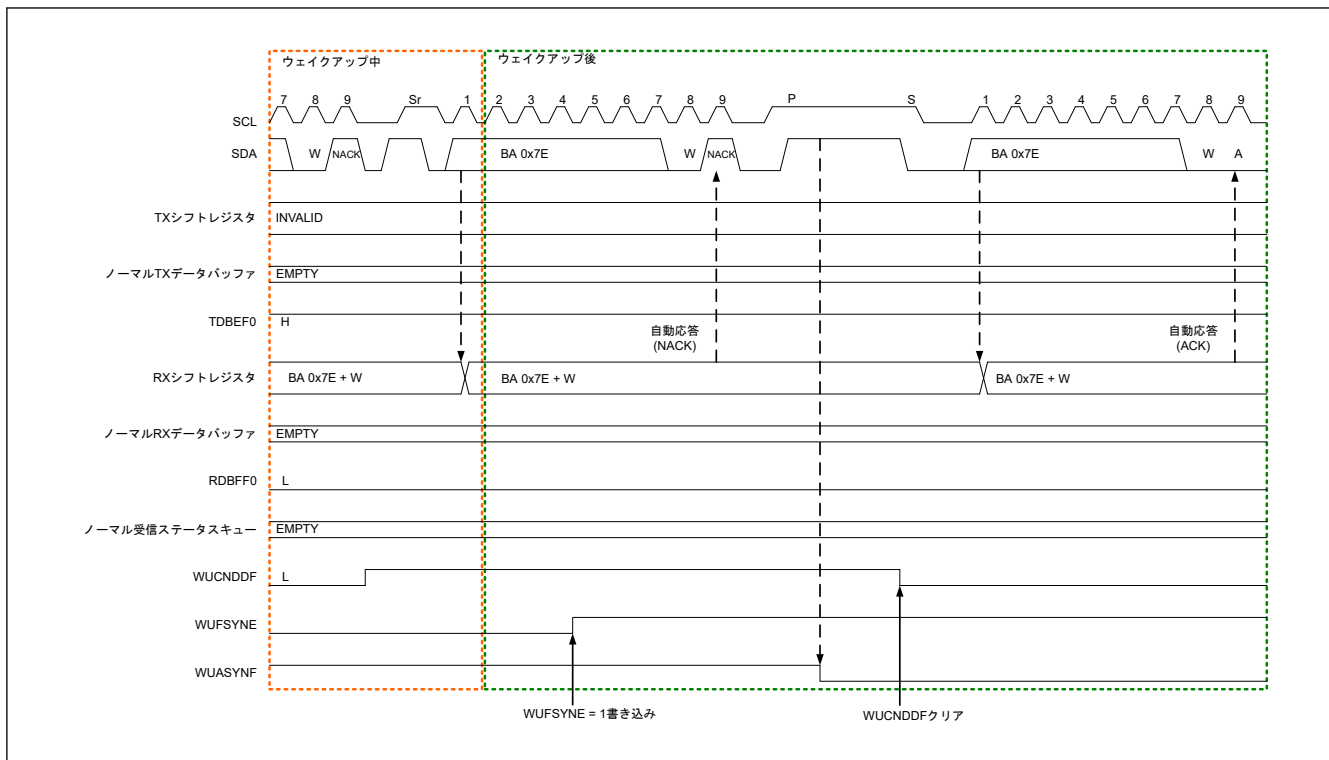 ウェイクアップ中
ウェイクアップ後
SCL 7 8 9 Sr 1 2 3 4 5 6 7 8 9 P S 1 2 3 4 5 6 7 8 9
SDA W NACK BA 0x7E W NACK BA 0x7E W A
TXシフトレジスタ INVALID
ノーマルTXデータバッファ EMPTY
TDBEF0 H
自動応答
(NACK)
自動応答
(ACK)
RXシフトレジスタ BA 0x7E + W BA 0x7E + W BA 0x7E + W
ノーマルRXデータバッファ EMPTY
RDBFF0 L
ノーマル受信ステータスキュー EMPTY
WUCNDDF L
WUFSYNE
WUASYNF
WUFSYNE = 1書き込み
WUCNDDFクリア